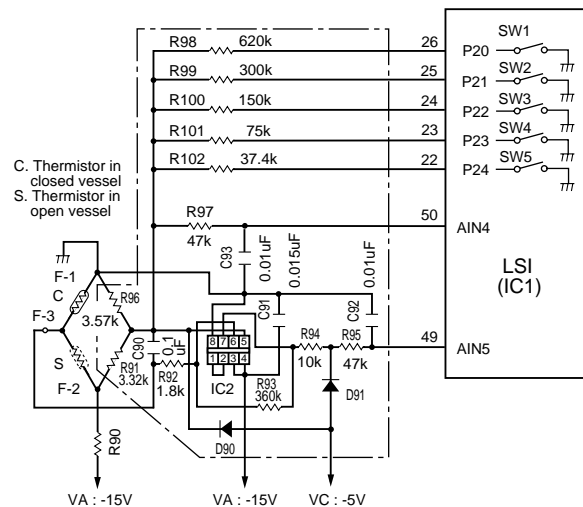 R98 620k 26 P20 SW1
R99 300k 25 P21 SW2
R100 150k 24 P22 SW3
R101 75k 23 P23 SW4
R102 37.4k 22 P24 SW5
C. Thermistor in
closed vessel
S. Thermistor in
open vessel
R97 50 AIN4
47k
C93
0.01uF
0.015uF
0.01uF
LSI
(IC1)
F-1
C
R96
F-3
3.57k
C90
0.1
uF
8 7 6 5
1 2 3 4
IC2
C91
C92
R94
10k
R95
47k
49 AIN5
S
R91
3.32k
R92
1.8k
R93
360k
D91
F-2
D90
R90
VA : -15V VA : -15V VC : -5V